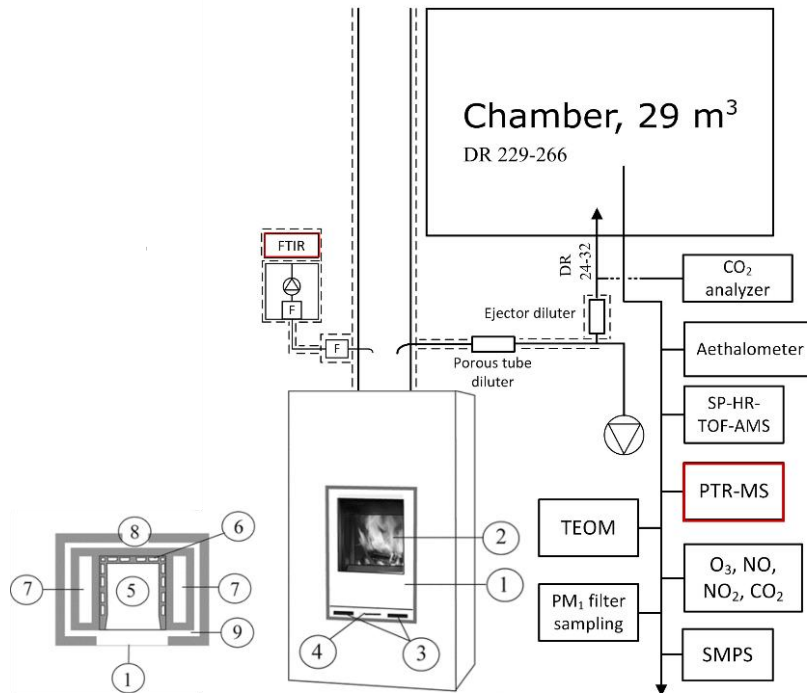 Chamber, 29 m³
DR 229-266
FTIR
F
F
DR
24-32
CO₂
analyzer
Ejector diluter
Porous tube
diluter
Aethalometer
SP-HR-
TOF-AMS
PTR-MS
TEOM
O₃, NO,
NO₂, CO₂
PM₁ filter
sampling
SMPS
2
1
4
3
8
6
7
5
7
9
1